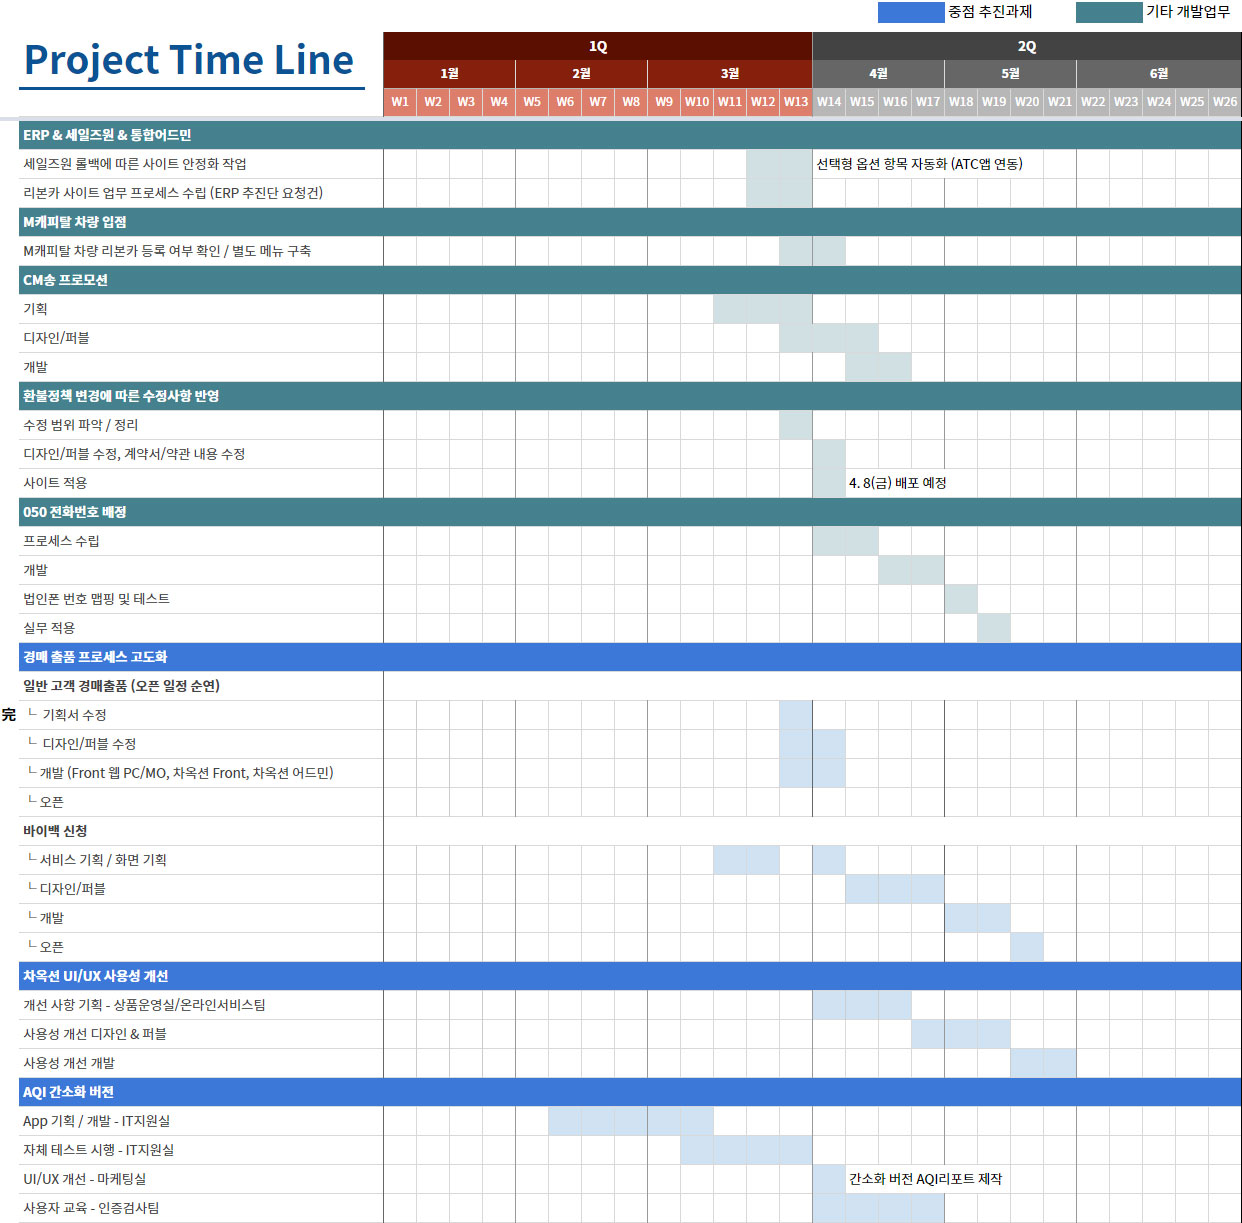 중점 추진과제 기타 개발업무
Project Time Line
1Q 2Q
1월 2월 3월 4월 5월 6월
W1 W2 W3 W4 W5 W6 W7 W8 W9 W10 W11 W12 W13 W14 W15 W16 W17 W18 W19 W20 W21 W22 W23 W24 W25 W26
ERP & 세일즈원 & 통합어드민
세일즈원 롤백에 따른 사이트 안정화 작업 선택형 옵션 항목 자동화 (ATC앱 연동)
리본카 사이트 업무 프로세스 수립 (ERP 추진단 요청건)
M캐피탈 차량 입점
M캐피탈 차량 리본카 등록 여부 확인 / 별도 메뉴 구축
CM송 프로모션
기획
디자인/퍼블
개발
환불정책 변경에 따른 수정사항 반영
수정 범위 파악 / 정리
디자인/퍼블 수정, 계약서/약관 내용 수정
사이트 적용 4. 8(금) 배포 예정
050 전화번호 배정
프로세스 수립
개발
법인폰 번호 맵핑 및 테스트
실무 적용
경매 출품 프로세스 고도화
일반 고객 경매출품 (오픈 일정 순연)
完 ㄴ 기획서 수정
ㄴ 디자인/퍼블 수정
ㄴ개발 (Front 웹 PC/MO, 차옥션 Front, 차옥션 어드민)
ㄴ오픈
바이백 신청
ㄴ서비스 기획 / 화면 기획
ㄴ디자인/퍼블
ㄴ개발
ㄴ오픈
차옥션 UI/UX 사용성 개선
개선 사항 기획 - 상품운영실/온라인서비스팀
사용성 개선 디자인 & 퍼블
사용성 개선 개발
AQI 간소화 버전
App 기획 / 개발 - IT지원실
자체 테스트 시행 - IT지원실
UI/UX 개선 - 마케팅실 간소화 버전 AQI리포트 제작
사용자 교육 - 인증검사팀